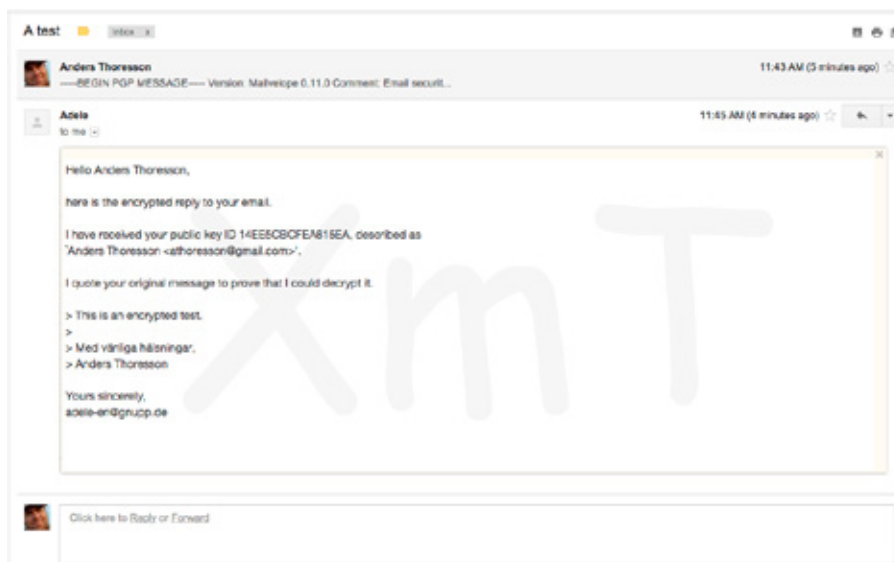 A test
Inbox x
Anders Thoresson
11:43 AM (5 minutes ago)
-----BEGIN PGP MESSAGE----- Version: Mailvelope 0.11.0 Comment: Email securit...
Adele
11:45 AM (4 minutes ago)
to me
Hello Anders Thoresson,
here is the encrypted reply to your email.
I have received your public key ID described as
`Anders Thoresson <athoresson@gmail.com>'.
I quote your original message to prove that I could decrypt it.
> This is an encrypted test.
>
> Med vänliga hälsningar,
> Anders Thoresson
Yours sincerely,
adele-en@gnupp.de
XmT
Click here to Reply or Forward